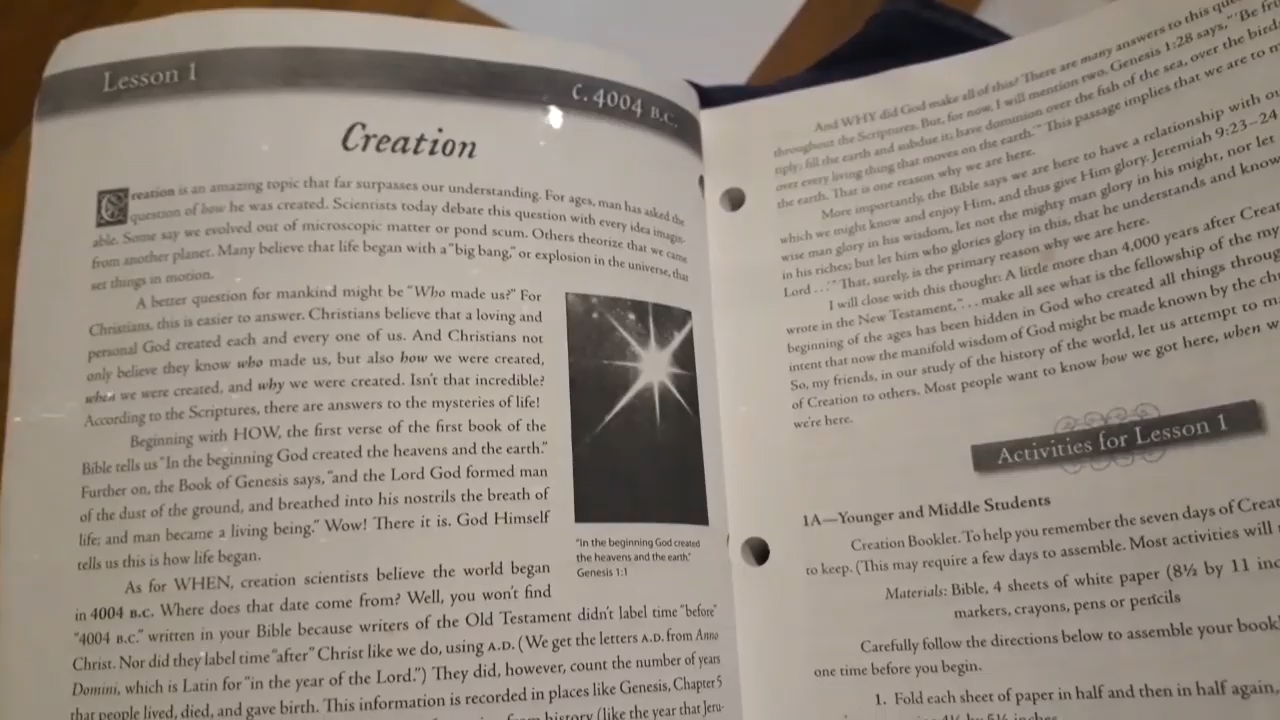 Lesson 1
c. 4004 B.C.
Creation
Creation is an amazing topic that far surpasses our understanding. For ages, man has asked the
question of how he was created. Scientists today debate this question with every idea imagin-
able. Some say we evolved out of microscopic matter or pond scum. Others theorize that we came
from another planet. Many believe that life began with a "big bang," or explosion in the universe, that
set things in motion.
A better question for mankind might be "Who made us?" For
Christians, this is easier to answer. Christians believe that a loving and
personal God created each and every one of us. And Christians not
only believe they know who made us, but also how we were created,
when we were created, and why we were created. Isn't that incredible?
According to the Scriptures, there are answers to the mysteries of life!
Beginning with HOW, the first verse of the first book of the
Bible tells us "In the beginning God created the heavens and the earth."
Further on, the Book of Genesis says, "and the Lord God formed man
of the dust of the ground, and breathed into his nostrils the breath of
life; and man became a living being." Wow! There it is. God Himself
tells us this is how life began.
"In the beginning God created
the heavens and the earth."
Genesis 1:1
As for WHEN, creation scientists believe the world began
in 4004 B.C. Where does that date come from? Well, you won't find
"4004 B.C." written in your Bible because writers of the Old Testament didn't label time "before"
Christ. Nor did they label time "after" Christ like we do, using A.D. (We get the letters A.D. from Anno
Domini, which is Latin for "in the year of the Lord.") They did, however, count the number of years
that people lived, died, and gave birth. This information is recorded in places like Genesis, Chapter 5
from history (like the year that Jeru-
And WHY did God make all of this? There are many answers to this
throughout the Scriptures. But, for now, I will mention two. Genesis 1:28 says, "'Be
tiply; fill the earth and subdue it; have dominion over the fish of the sea, over the
over every living thing that moves on the earth.'" This passage implies that we are to
the earth. That is one reason why we are here.
More importantly, the Bible says we are here to have a relationship with
which we might know and enjoy Him, and thus give Him glory. Jeremiah 9:23–24
wise man glory in his wisdom, let not the mighty man glory in his might, nor let
in his riches; but let him who glories glory in this, that he understands and
Lord . . .'" That, surely, is the primary reason why we are here.
I will close with this thought: A little more than 4,000 years after
wrote in the New Testament, ". . . make all see what is the fellowship of the
beginning of the ages has been hidden in God who created all things
intent that now the manifold wisdom of God might be made known by the
So, my friends, in our study of the history of the world, let us attempt to
of Creation to others. Most people want to know how we got here, when
we're here.
Activities for Lesson 1
1A—Younger and Middle Students
Creation Booklet. To help you remember the seven days of
to keep. (This may require a few days to assemble. Most activities will
Materials: Bible, 4 sheets of white paper (8½ by 11
markers, crayons, pens or pencils
Carefully follow the directions below to assemble your
one time before you begin.
1. Fold each sheet of paper in half and then in half again,
4¼ by 5½ inches